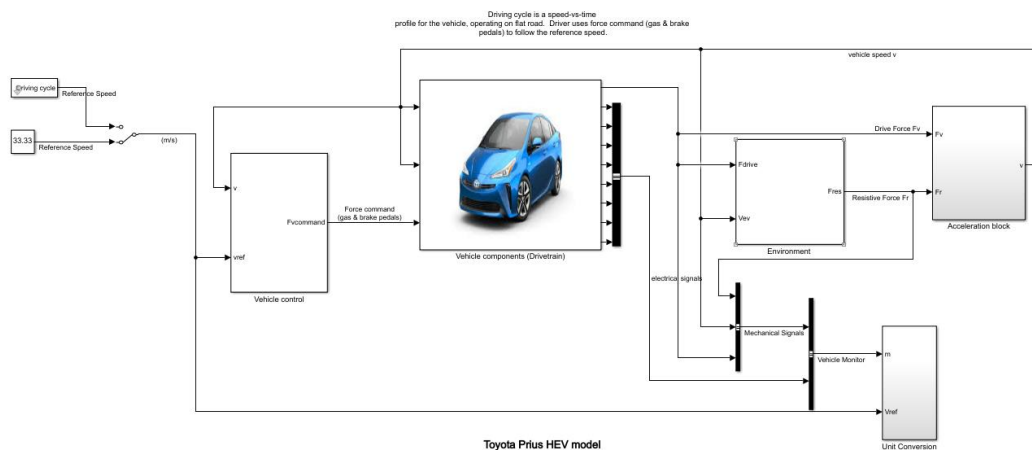 Driving cycle is a speed-vs-time
profile for the vehicle, operating on flat road. Driver uses force command (gas & brake
pedals) to follow the reference speed.
vehicle speed v
Driving cycle
Reference Speed
33.33
Reference Speed
(m/s)
v
vref
Fvcommand
Vehicle control
Force command
(gas & brake pedals)
Vehicle components (Drivetrain)
Drive Force Fv
Fdrive
Vev
Fres
Environment
Resistive Force Fr
Fv
Fr
v
Acceleration block
electrical signals
Mechanical Signals
Vehicle Monitor
m
Vref
Unit Conversion
Toyota Prius HEV model